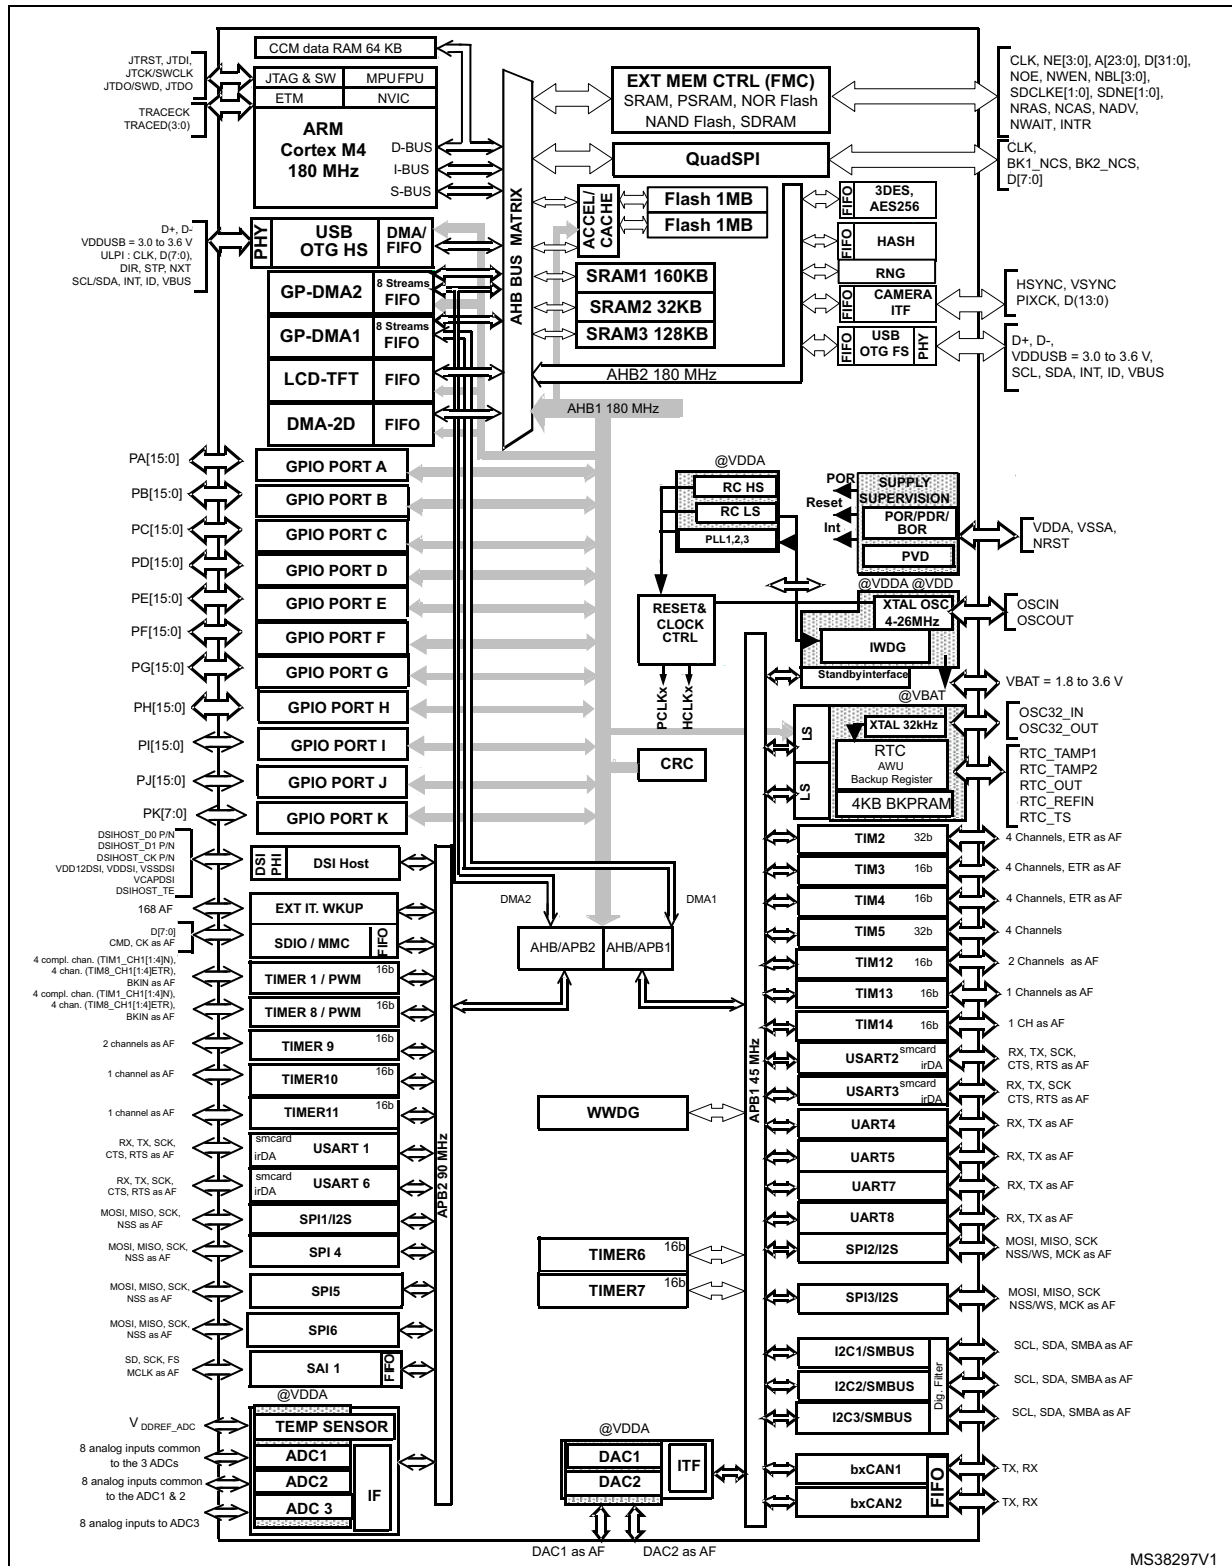 CCM data RAM 64 KB
JTRST, JTDI,
JTCK/SWCLK
JTDO/SWD, JTDO
TRACECK
TRACED(3:0)
JTAG & SW
MPU FPU
ETM
NVIC
ARM
Cortex M4
180 MHz
D-BUS
I-BUS
S-BUS
AHB BUS MATRIX
EXT MEM CTRL (FMC)
SRAM, PSRAM, NOR Flash
NAND Flash, SDRAM
CLK, NE[3:0], A[23:0], D[31:0],
NOE, NWEN, NBL[3:0],
SDCLKE[1:0], SDNE[1:0],
NRAS, NCAS, NADV,
NWAIT, INTR
QuadSPI
CLK,
BK1_NCS, BK2_NCS,
D[7:0]
D+, D-
VDDUSB = 3.0 to 3.6 V
ULPI : CLK, D(7:0),
DIR, STP, NXT
SCL/SDA, INT, ID, VBUS
PHY
USB
OTG HS
DMA/
FIFO
GP-DMA2
8 Streams
FIFO
GP-DMA1
8 Streams
FIFO
LCD-TFT
FIFO
DMA-2D
FIFO
ACCEL/
CACHE
Flash 1MB
Flash 1MB
SRAM1 160KB
SRAM2 32KB
SRAM3 128KB
AHB2 180 MHz
AHB1 180 MHz
FIFO
3DES,
AES256
FIFO
HASH
RNG
FIFO
CAMERA
ITF
HSYNC, VSYNC
PIXCK, D(13:0)
FIFO
USB
OTG FS
PHY
D+, D-,
VDDUSB = 3.0 to 3.6 V,
SCL, SDA, INT, ID, VBUS
PA[15:0]
GPIO PORT A
PB[15:0]
GPIO PORT B
PC[15:0]
GPIO PORT C
PD[15:0]
GPIO PORT D
PE[15:0]
GPIO PORT E
PF[15:0]
GPIO PORT F
PG[15:0]
GPIO PORT G
PH[15:0]
GPIO PORT H
PI[15:0]
GPIO PORT I
PJ[15:0]
GPIO PORT J
PK[7:0]
GPIO PORT K
@VDDA
RC HS
RC LS
PLL1,2,3
POR
Reset
Int
SUPPLY
SUPERVISION
POR/PDR/
BOR
PVD
VDDA, VSSA,
NRST
@VDDA @VDD
RESET&
CLOCK
CTRL
XTAL OSC
4-26MHz
IWDG
Standbyinterface
OSCIN
OSCOUT
VBAT = 1.8 to 3.6 V
@VBAT
PCLKx
HCLKx
CRC
LS
LS
XTAL 32kHz
RTC
AWU
Backup Register
4KB BKPRAM
OSC32_IN
OSC32_OUT
RTC_TAMP1
RTC_TAMP2
RTC_OUT
RTC_REFIN
RTC_TS
DSIHOST_D0 P/N
DSIHOST_D1 P/N
DSIHOST_CK P/N
VDD12DSI, VDDSI, VSSDSI
VCAPDSI
DSIHOST_TE
DSI
PHI
DSI Host
168 AF
EXT IT. WKUP
D[7:0]
CMD, CK as AF
SDIO / MMC
FIFO
4 compl. chan. (TIM1_CH1[1:4]N),
4 chan. (TIM8_CH1[1:4]ETR),
BKIN as AF
TIMER 1 / PWM
16b
4 compl. chan. (TIM1_CH1[1:4]N),
4 chan. (TIM8_CH1[1:4]ETR),
BKIN as AF
TIMER 8 / PWM
16b
2 channels as AF
TIMER 9
16b
1 channel as AF
TIMER10
16b
1 channel as AF
TIMER11
16b
RX, TX, SCK,
CTS, RTS as AF
smcard
irDA
USART 1
RX, TX, SCK,
CTS, RTS as AF
smcard
irDA
USART 6
MOSI, MISO, SCK,
NSS as AF
SPI1/I2S
MOSI, MISO, SCK,
NSS as AF
SPI 4
MOSI, MISO, SCK,
NSS as AF
SPI5
MOSI, MISO, SCK,
NSS as AF
SPI6
SD, SCK, FS
MCLK as AF
SAI 1
FIFO
@VDDA
V DDREF_ADC
TEMP SENSOR
8 analog inputs common
to the 3 ADCs
ADC1
8 analog inputs common
to the ADC1 & 2
ADC2
8 analog inputs to ADC3
ADC 3
IF
APB2 90 MHz
DMA2
DMA1
AHB/APB2
AHB/APB1
WWDG
TIMER6
16b
TIMER7
16b
@VDDA
DAC1
DAC2
ITF
DAC1 as AF
DAC2 as AF
APB1 45 MHz
TIM2
32b
4 Channels, ETR as AF
TIM3
16b
4 Channels, ETR as AF
TIM4
16b
4 Channels, ETR as AF
TIM5
32b
4 Channels
TIM12
16b
2 Channels as AF
TIM13
16b
1 Channels as AF
TIM14
16b
1 CH as AF
USART2
smcard
irDA
RX, TX, SCK,
CTS, RTS as AF
USART3
smcard
irDA
RX, TX, SCK
CTS, RTS as AF
UART4
RX, TX as AF
UART5
RX, TX as AF
UART7
RX, TX as AF
UART8
RX, TX as AF
SPI2/I2S
MOSI, MISO, SCK
NSS/WS, MCK as AF
SPI3/I2S
MOSI, MISO, SCK
NSS/WS, MCK as AF
I2C1/SMBUS
SCL, SDA, SMBA as AF
I2C2/SMBUS
SCL, SDA, SMBA as AF
I2C3/SMBUS
SCL, SDA, SMBA as AF
Dig. Filter
bxCAN1
TX, RX
bxCAN2
TX, RX
FIFO
MS38297V1